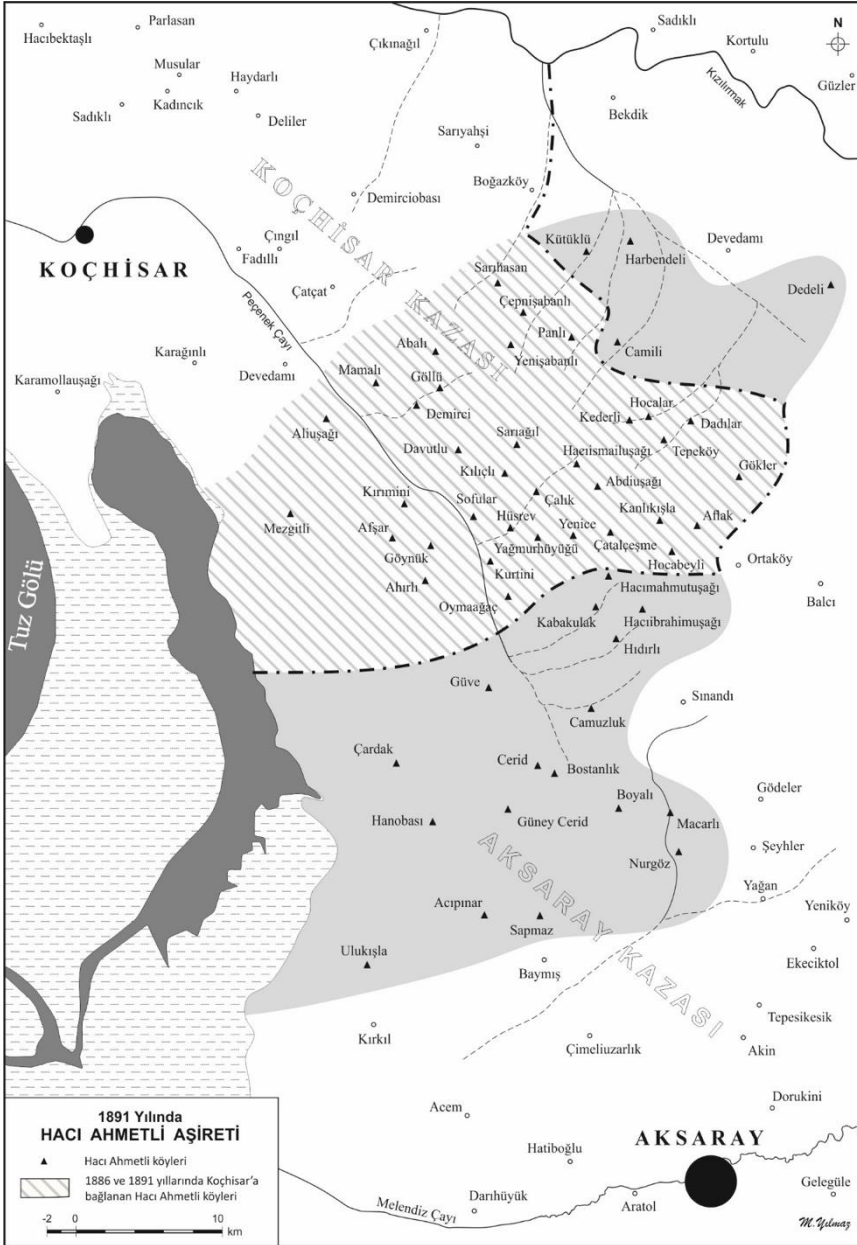 Hacıbektaşlı
Parlasan
Musular
Kadıncık
Haydarlı
Sadıklı
Deliler
Çıkınağıl
Sarıyahşi
Sadıklı
Kortulu
N
Güzler
Kızılırmak
Bekdik
Boğazköy
Demirciobası
KOÇHİSAR KAZASI
KOÇHİSAR
Çıngıl
Fadıllı
Çatçat
Peçenek Çayı
Karağınlı
Karamollauşağı
Devedamı
Kütüklü
Harbendeli
Devedamı
Dedeli
Sarıhasan
Çepnişabanlı
Panlı
Yenişabanlı
Camili
Abalı
Mamalı
Göllü
Demirci
Aliuşağı
Hocalar
Kederli
Dadılar
Tepeköy
Davutlu
Sarıağıl
Kılıçlı
Haciismailuşağı
Abdiuşağı
Gökler
Kırımini
Sofular
Çalık
Kanlıkışla
Aflak
Mezgitli
Afşar
Hüsrev
Yenice
Göynük
Yağmurhüyüğü
Çatalçeşme
Hocabeyli
Ortaköy
Ahırlı
Kurtini
Hacımahmutuşağı
Balcı
Oymaağaç
Kabakulak
Haciibrahimuşağı
Hıdırlı
Tuz Gölü
Güve
Camuzluk
Sınandı
Çardak
Cerid
Bostanlık
Boyalı
Gödeler
Hanobası
Güney Cerid
Macarlı
Nurgöz
Şeyhler
AKSARAY KAZASI
Yağan
Yeniköy
Acıpınar
Sapmaz
Ekeciktol
Ulukışla
Baymış
Tepesikesik
Kırkıl
Çimeliuzarlık
Akin
Acem
Dorukini
AKSARAY
Hatiboğlu
Melendiz Çayı
Darıhüyük
Aratol
Gelegüle
M.Yılmaz
1891 Yılında
HACI AHMETLİ AŞİRETİ
Hacı Ahmetli köyleri
1886 ve 1891 yıllarında Koçhisar'a
bağlanan Hacı Ahmetli köyleri
-2 0 10
km